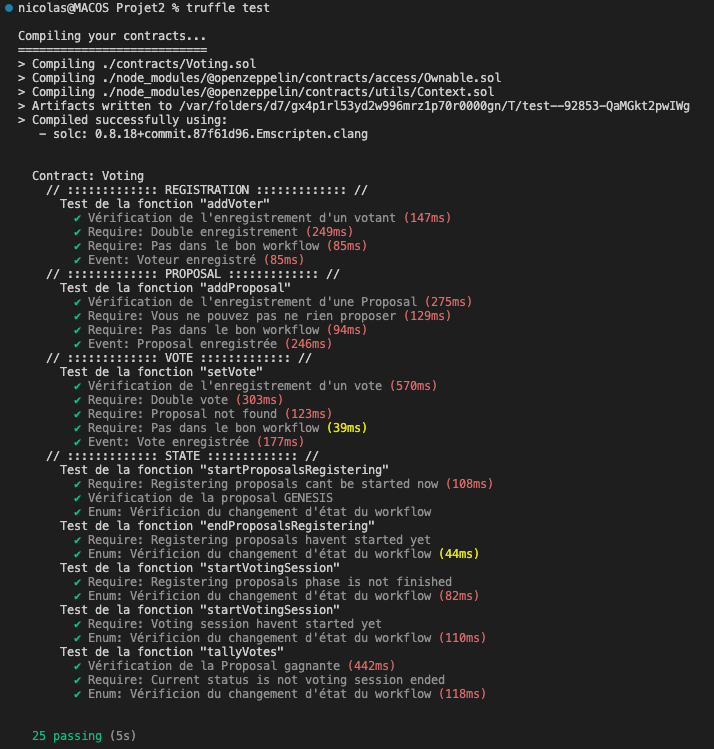 nicolas@MACOS Projet2 % truffle test
Compiling your contracts...
===========================
> Compiling ./contracts/Voting.sol
> Compiling ./node_modules/@openzeppelin/contracts/access/Ownable.sol
> Compiling ./node_modules/@openzeppelin/contracts/utils/Context.sol
> Artifacts written to /var/folders/d7/gx4p1rl53yd2w996mrz1p70r0000gn/T/test--92853-QaMGkt2pwIWg
> Compiled successfully using:
- solc: 0.8.18+commit.87f61d96.Emscripten.clang
Contract: Voting
// ::::::::::::: REGISTRATION ::::::::::::: //
Test de la fonction "addVoter"
✔ Vérification de l'enregistrement d'un votant (147ms)
✔ Require: Double enregistrement (249ms)
✔ Require: Pas dans le bon workflow (85ms)
✔ Event: Voteur enregistré (85ms)
// ::::::::::::: PROPOSAL ::::::::::::: //
Test de la fonction "addProposal"
✔ Vérification de l'enregistrement d'une Proposal (275ms)
✔ Require: Vous ne pouvez pas ne rien proposer (129ms)
✔ Require: Pas dans le bon workflow (94ms)
✔ Event: Proposal enregistrée (246ms)
// ::::::::::::: VOTE ::::::::::::: //
Test de la fonction "setVote"
✔ Vérification de l'enregistrement d'un vote (570ms)
✔ Require: Double vote (303ms)
✔ Require: Proposal not found (123ms)
✔ Require: Pas dans le bon workflow (39ms)
✔ Event: Vote enregistrée (177ms)
// ::::::::::::: STATE ::::::::::::: //
Test de la fonction "startProposalsRegistering"
✔ Require: Registering proposals cant be started now (108ms)
✔ Vérification de la proposal GENESIS
✔ Enum: Vérificion du changement d'état du workflow
Test de la fonction "endProposalsRegistering"
✔ Require: Registering proposals havent started yet
✔ Enum: Vérificion du changement d'état du workflow (44ms)
Test de la fonction "startVotingSession"
✔ Require: Registering proposals phase is not finished
✔ Enum: Vérificion du changement d'état du workflow (82ms)
Test de la fonction "startVotingSession"
✔ Require: Voting session havent started yet
✔ Enum: Vérificion du changement d'état du workflow (110ms)
Test de la fonction "tallyVotes"
✔ Vérification de la Proposal gagnante (442ms)
✔ Require: Current status is not voting session ended
✔ Enum: Vérificion du changement d'état du workflow (118ms)
25 passing (5s)